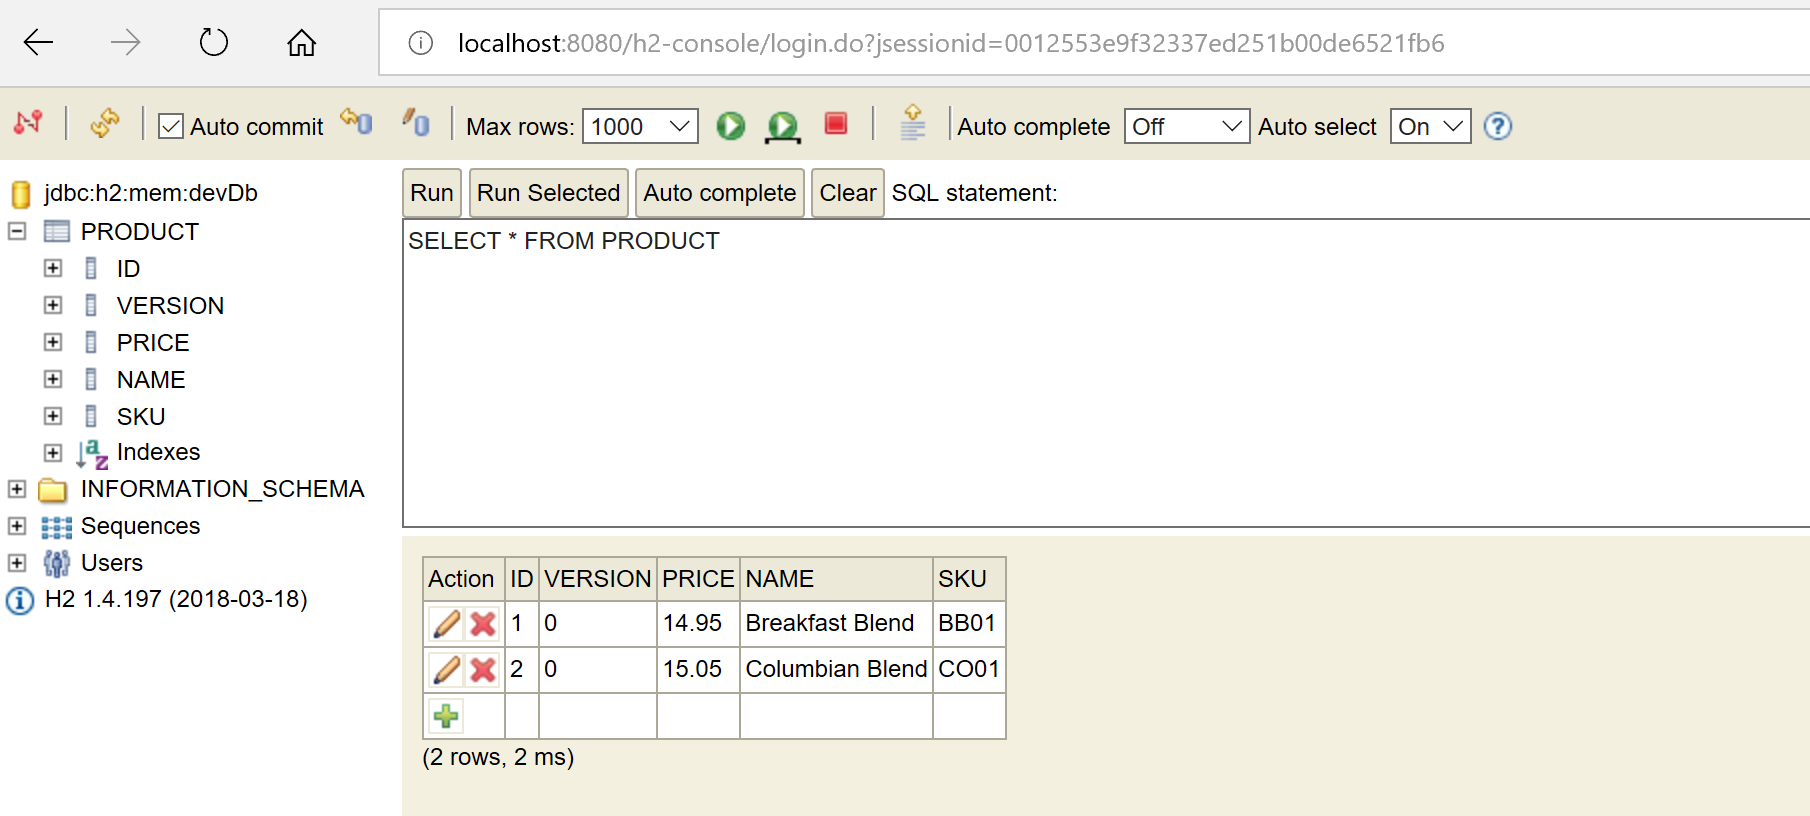 localhost:8080/h2-console/login.do?jsessionid=0012553e9f32337ed251b00de6521fb6
Auto commit Max rows: 1000 Auto complete Off Auto select On
jdbc:h2:mem:devDb
PRODUCT
ID
VERSION
PRICE
NAME
SKU
Indexes
INFORMATION_SCHEMA
Sequences
Users
H2 1.4.197 (2018-03-18)
Run Run Selected Auto complete Clear SQL statement:
SELECT * FROM PRODUCT
Action ID VERSION PRICE NAME SKU
1 0 14.95 Breakfast Blend BB01
2 0 15.05 Columbian Blend CO01
(2 rows, 2 ms)